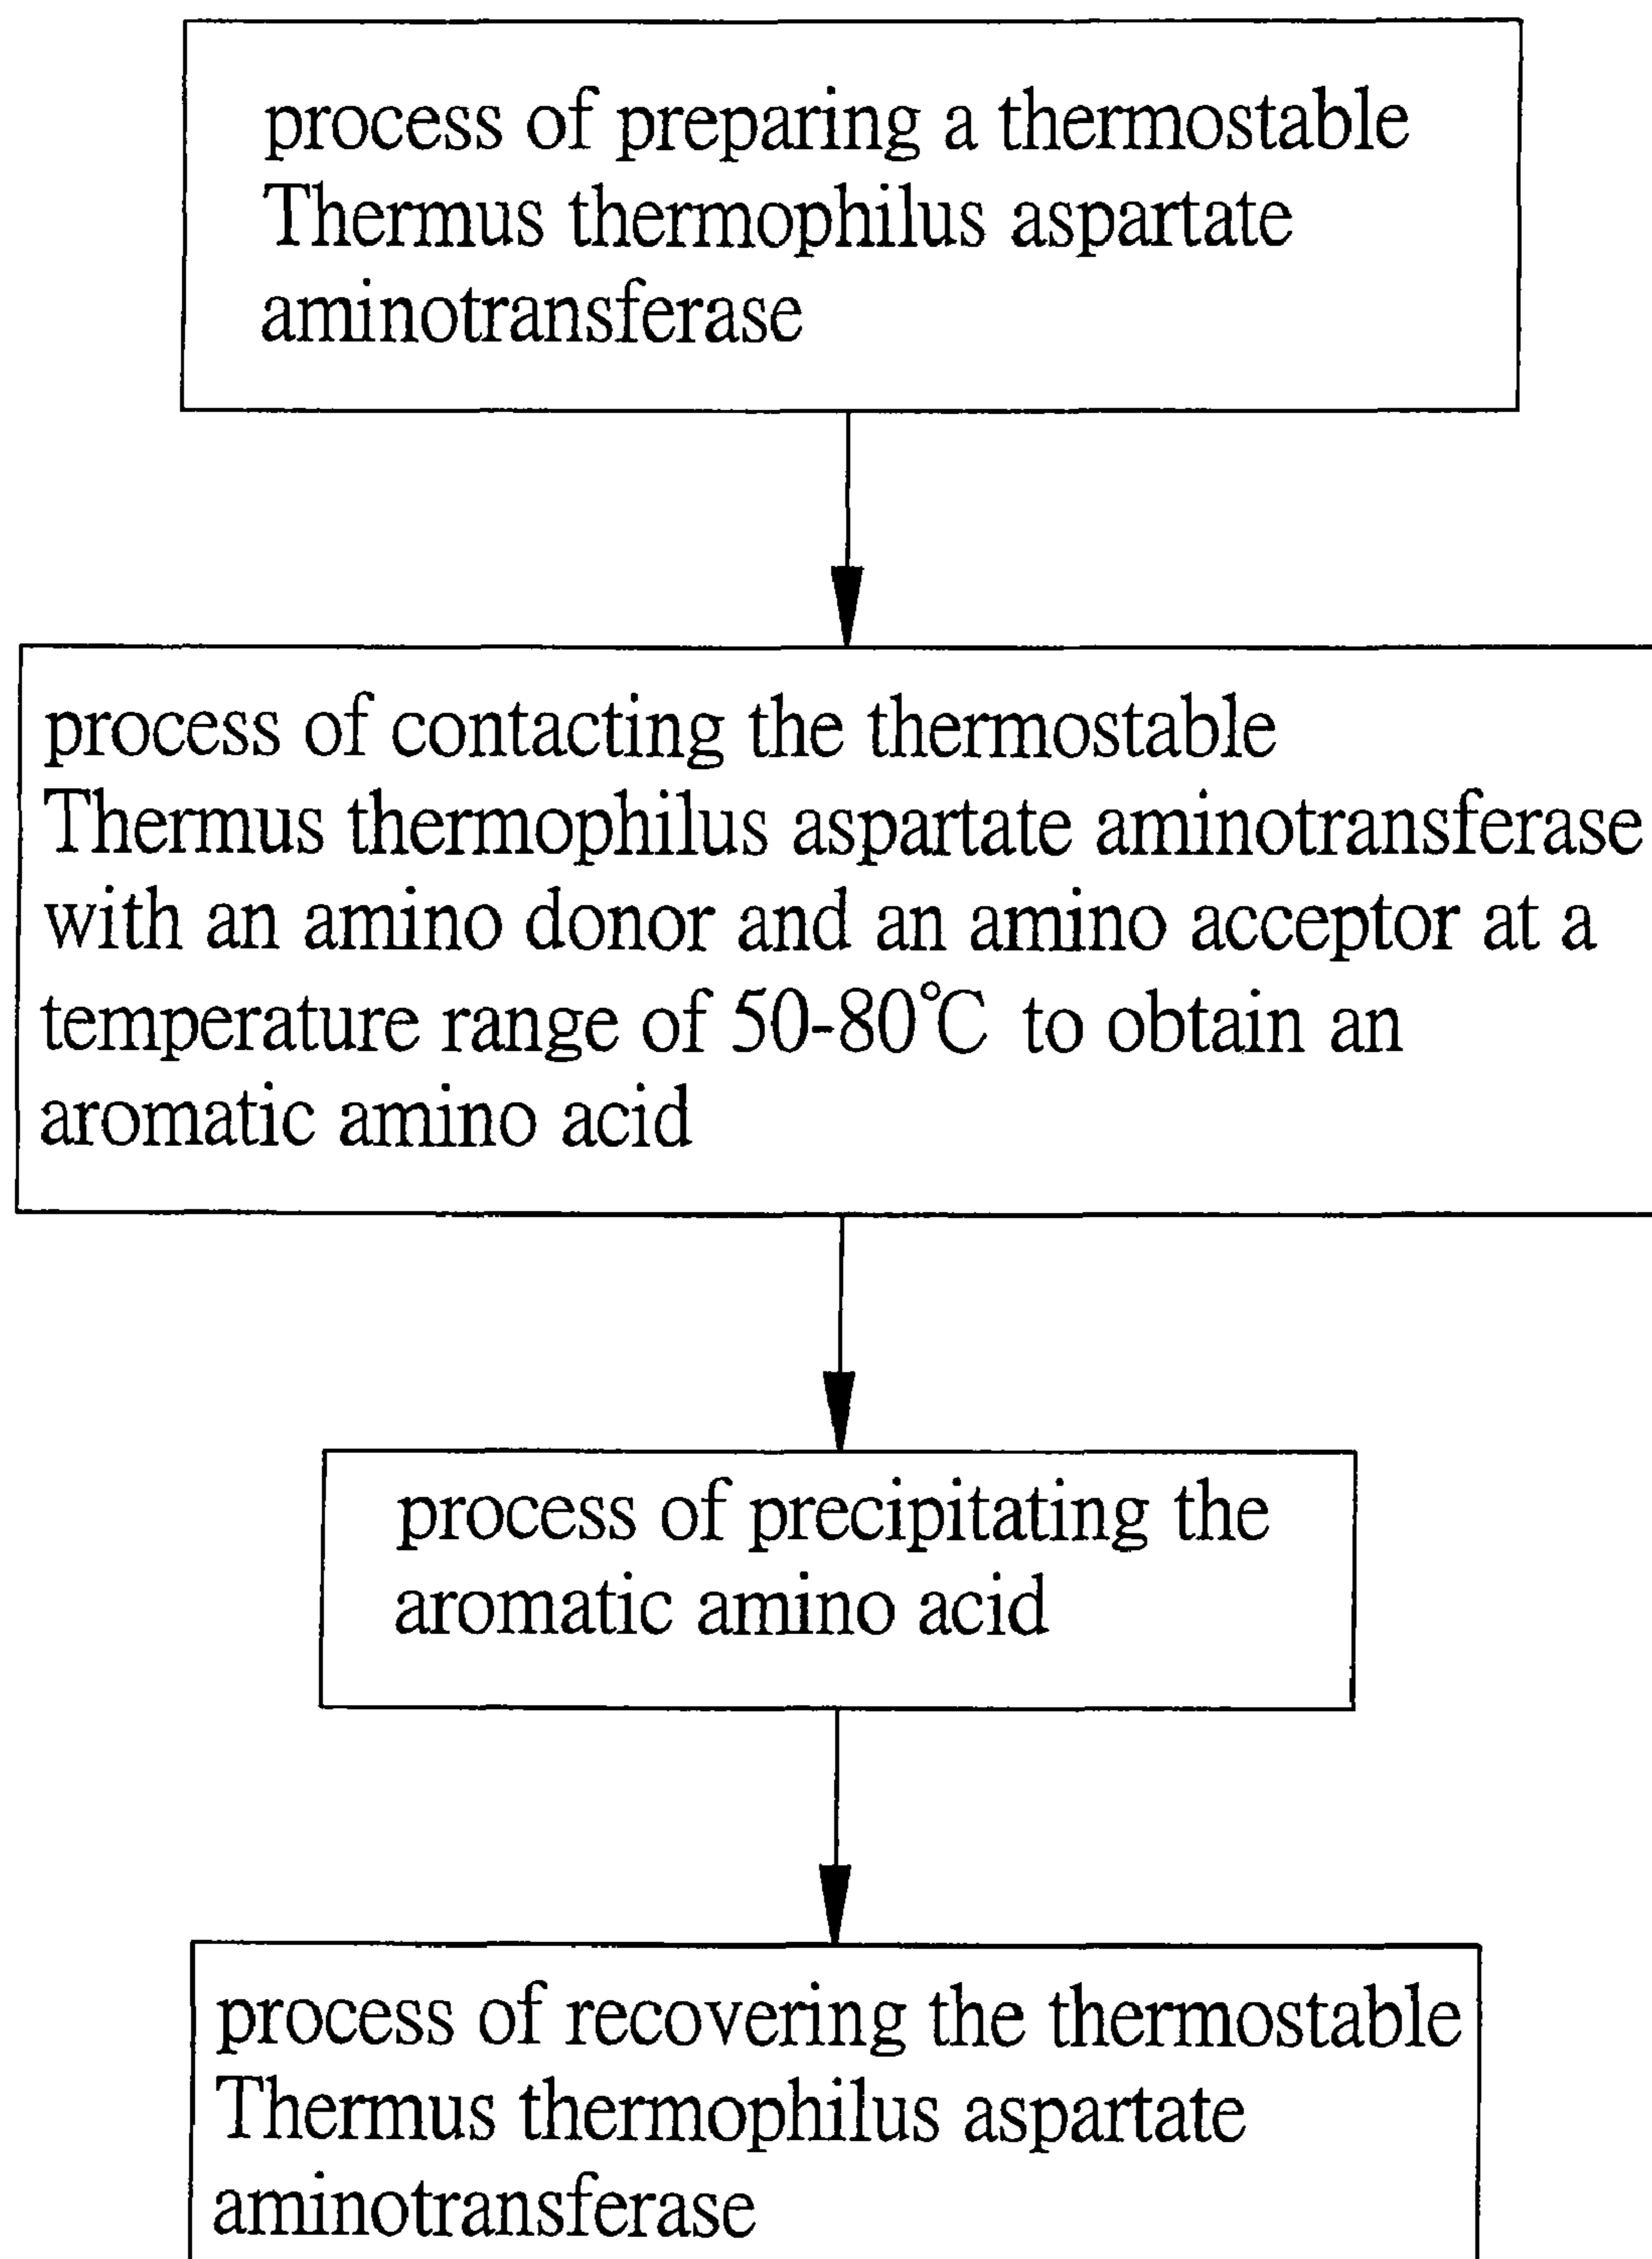 process of preparing a thermostable
Thermus thermophilus aspartate
aminotransferase
process of contacting the thermostable
Thermus thermophilus aspartate aminotransferase
with an amino donor and an amino acceptor at a
temperature range of 50-80℃ to obtain an
aromatic amino acid
process of precipitating the
aromatic amino acid
process of recovering the thermostable
Thermus thermophilus aspartate
aminotransferase